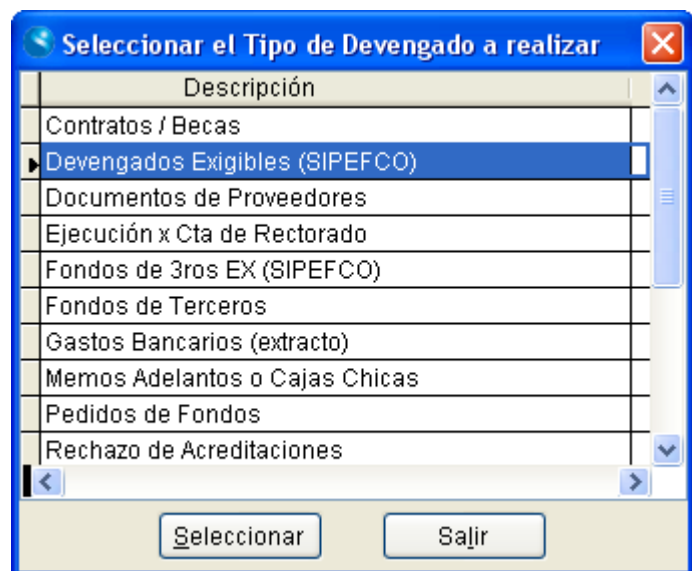 Seleccionar el Tipo de Devengado a realizar
Descripción
Contratos / Becas
Devengados Exigibles (SIPEFCO)
Documentos de Proveedores
Ejecución x Cta de Rectorado
Fondos de 3ros EX (SIPEFCO)
Fondos de Terceros
Gastos Bancarios (extracto)
Memos Adelantos o Cajas Chicas
Pedidos de Fondos
Rechazo de Acreditaciones
Seleccionar Salir